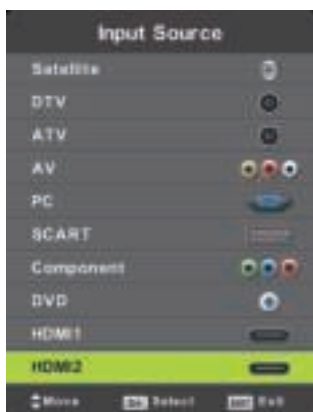 Input Source
Satellite
DTV
ATV
AV
PC
SCART
Component
DVD
HDMI1
HDMI2
Move Select Exit